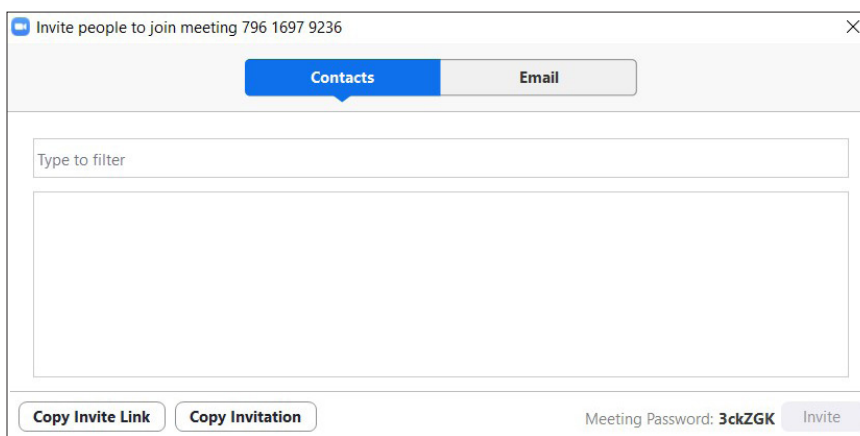 Invite people to join meeting 796 1697 9236
Contacts Email
Type to filter
Copy Invite Link Copy Invitation Meeting Password: 3ckZGK Invite